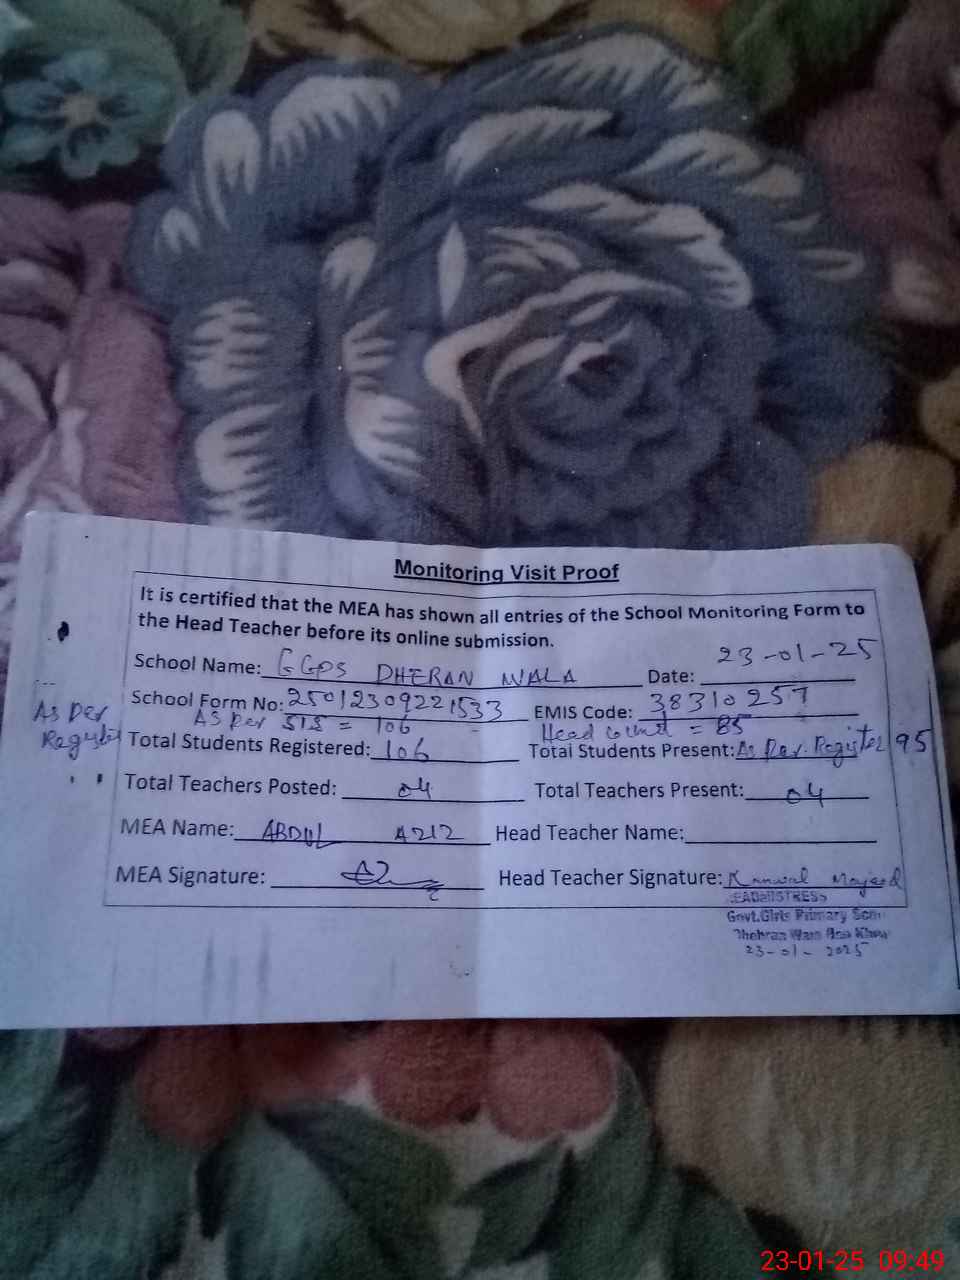 Monitoring Visit Proof
It is certified that the MEA has shown all entries of the School Monitoring Form to
the Head Teacher before its online submission.
School Name: GGPS DHERAN WALA Date: 23-01-25
School Form No: 25012309221533 EMIS Code: 38310257
As Per SIS = 106 Head Count = 85
As Per
Register Total Students Registered: 106 Total Students Present: As Per. Register 95
Total Teachers Posted: 04 Total Teachers Present: 04
MEA Name: ABDUL AZIZ Head Teacher Name:
MEA Signature: Head Teacher Signature: Kanwal Majeed
HEADMISTRESS
Govt. Girls Primary
23-01-2025
23-01-25 09:49